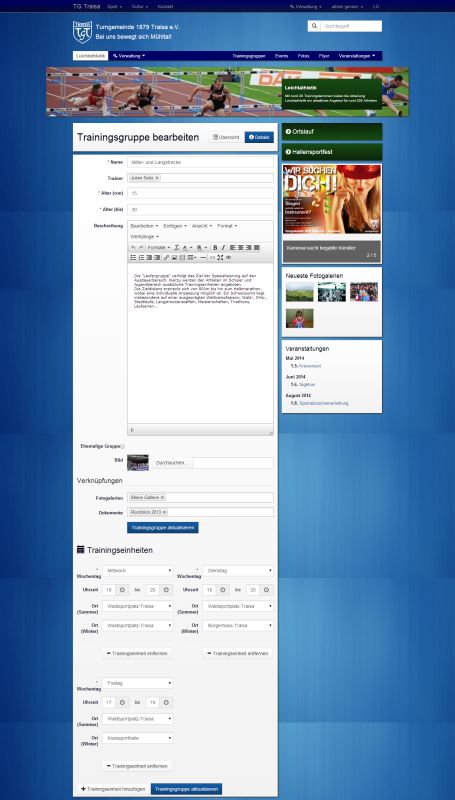 TG Traisa Sport Kultur Kontakt Verwaltung admin generic LG
Turngemeinde 1879 Traisa e.V.
Bei uns bewegt sich Mühltal!
Suchbegriff
Leichtathletik Verwaltung Trainingsgruppen Events Fotos Flyer Veranstaltungen
Leichtathletik
Mit rund 20 Trainingsterminen bietet die Abteilung
Leichtathletik ein attraktives Angebot für rund 200 Athleten
Trainingsgruppe bearbeiten Übersicht Details
* Name Mittel- und Langstrecke
Trainer Julien Seitz
* Alter (von) 15
* Alter (bis) 30
Beschreibung Bearbeiten Einfügen Ansicht Format
Werkzeuge
Formate
Die "Läufergruppe" verfolgt das Ziel der Spezialisierung auf den
Ausdauerbereich. Hierzu werden den Athleten im Schüler und
Jugendbereich zusätzliche Trainingseinheiten angeboten.
Die Zieldistanz erstreckt sich von 800m bis hin zum Halbmarathon,
wobei eine individuelle Anpassung möglich ist. Ein Schwerpunkt liegt
insbesondere auf einer ausgeprägten Wettkampfsaison. Wald-, Orts-,
Stadtläufe, Langstreckenstaffeln, Meisterschaften, Triathlons,
Laufserien...
P
Ehemalige Gruppe
Bild Durchsuchen...
Verknüpfungen
Fotogalerien Meine Gallerie
Dokumente Rückblick 2013
Trainingsgruppe aktualisieren
Trainingseinheiten
* Wochentag Mittwoch * Wochentag Dienstag
Uhrzeit 18 bis 20 Uhrzeit 18 bis 20
Ort (Sommer) Waldsportplatz-Traisa Ort (Sommer) Waldsportplatz-Traisa
Ort (Winter) Waldsportplatz-Traisa Ort (Winter) Bürgerhaus Traisa
Trainingseinheit entfernen Trainingseinheit entfernen
* Wochentag Freitag
Uhrzeit 17 bis 19
Ort (Sommer) Waldsportplatz-Traisa
Ort (Winter) Kreissporthalle
Trainingseinheit entfernen
Trainingseinheit hinzufügen Trainingsgruppe aktualisieren
Ortslauf
Hallensportfest
WIR SUCHEN
DICH!
Singen
Instrument?
Karneval sucht begabte Künstler
2 / 5
Neueste Fotogalerien
Veranstaltungen
Mai 2014
1.5. Kreiseinzel
Juni 2014
1.6. Nightrun
August 2014
1.8. Sportabzeichenverleihung